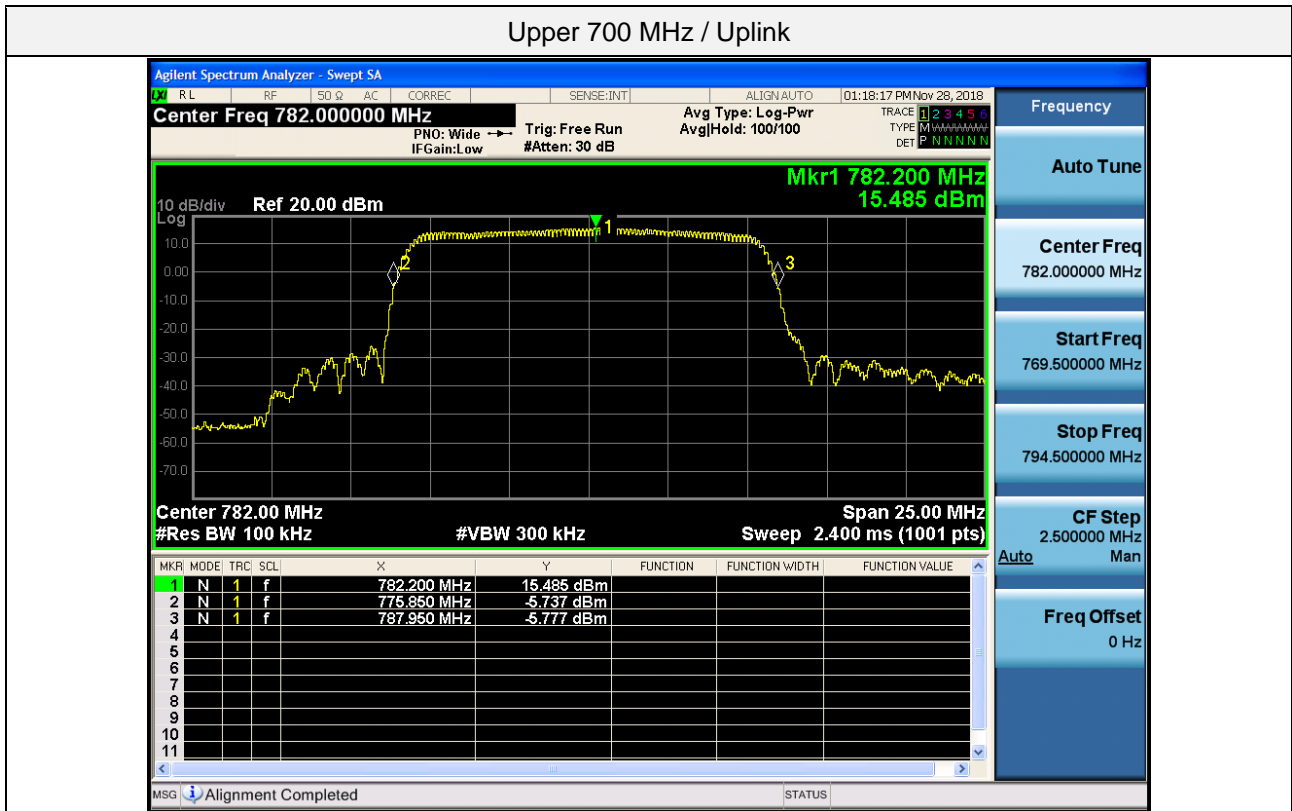 Upper 700 MHz / Uplink
Agilent Spectrum Analyzer - Swept SA
LXI RL RF 50 Ω AC CORREC SENSE:INT ALIGNAUTO 01:18:17 PMNov 28, 2018
Center Freq 782.000000 MHz Avg Type: Log-Pwr TRACE 1 2 3 4 5 6
PNO: Wide Trig: Free Run Avg|Hold: 100/100 TYPE M
IFGain:Low #Atten: 30 dB DET P N N N N N
Mkr1 782.200 MHz
10 dB/div Ref 20.00 dBm 15.485 dBm
Log
10.0
0.00
-10.0
-20.0
-30.0
-40.0
-50.0
-60.0
-70.0
1
2
3
Center 782.00 MHz Span 25.00 MHz
#Res BW 100 kHz #VBW 300 kHz Sweep 2.400 ms (1001 pts)
MKR MODE TRC SCL X Y FUNCTION FUNCTION WIDTH FUNCTION VALUE
1 N 1 f 782.200 MHz 15.485 dBm
2 N 1 f 775.850 MHz -5.737 dBm
3 N 1 f 787.950 MHz -5.777 dBm
4
5
6
7
8
9
10
11
MSG Alignment Completed STATUS
Frequency
Auto Tune
Center Freq
782.000000 MHz
Start Freq
769.500000 MHz
Stop Freq
794.500000 MHz
CF Step
2.500000 MHz
Auto Man
Freq Offset
0 Hz